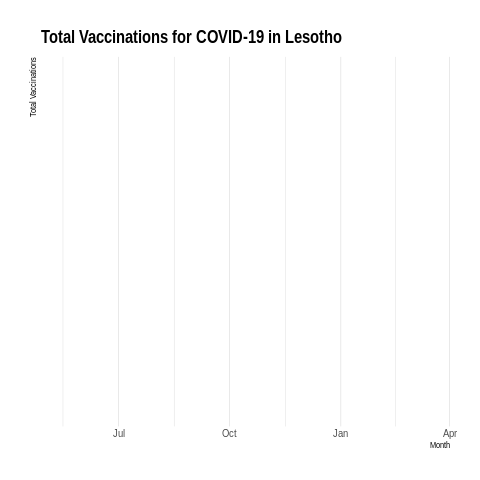 Total Vaccinations for COVID-19 in Lesotho
Total Vaccinations
Jul Oct Jan Apr
Month